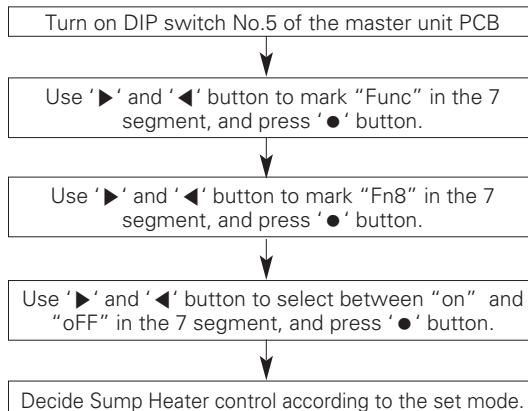 Turn on DIP switch No.5 of the master unit PCB
Use ‘▶‘ and ‘◀‘ button to mark “Func” in the 7
segment, and press ‘●‘ button.
Use ‘▶‘ and ‘◀‘ button to mark “Fn8” in the 7
segment, and press ‘●‘ button.
Use ‘▶‘ and ‘◀‘ button to select between “on” and
“oFF” in the 7 segment, and press ‘●‘ button.
Decide Sump Heater control according to the set mode.